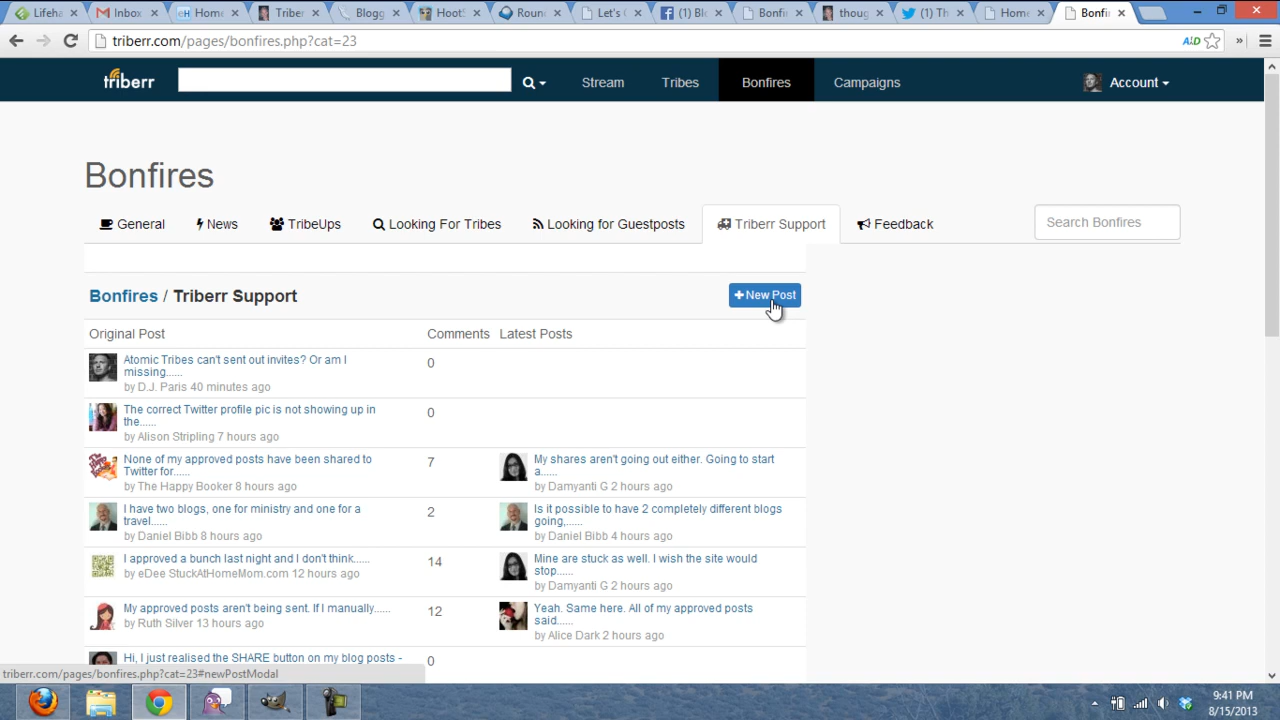 Lifeha
Inbox
Home
Triber
Blogg
HootS
Roun
Let's G
(1) Bl
Bonfir
thoug
(1) Th
Home
Bonfi
triberr.com/pages/bonfires.php?cat=23
triberr
Stream
Tribes
Bonfires
Campaigns
Account
Bonfires
General
News
TribeUps
Looking For Tribes
Looking for Guestposts
Triberr Support
Feedback
Search Bonfires
Bonfires / Triberr Support
+ New Post
Original Post
Comments
Latest Posts
Atomic Tribes can't sent out invites? Or am I
missing......
by D.J. Paris 40 minutes ago
0
The correct Twitter profile pic is not showing up in
the......
by Alison Stripling 7 hours ago
0
None of my approved posts have been shared to
Twitter for......
by The Happy Booker 8 hours ago
7
My shares aren't going out either. Going to start
a......
by Damyanti G 2 hours ago
I have two blogs, one for ministry and one for a
travel......
by Daniel Bibb 8 hours ago
2
Is it possible to have 2 completely different blogs
going,......
by Daniel Bibb 4 hours ago
I approved a bunch last night and I don't think......
by eDee StuckAtHomeMom.com 12 hours ago
14
Mine are stuck as well. I wish the site would
stop......
by Damyanti G 2 hours ago
My approved posts aren't being sent. If I manually......
by Ruth Silver 13 hours ago
12
Yeah. Same here. All of my approved posts
said......
by Alice Dark 2 hours ago
Hi, I just realised the SHARE button on my blog posts -
0
triberr.com/pages/bonfires.php?cat=23#newPostModal
9:41 PM
8/15/2013